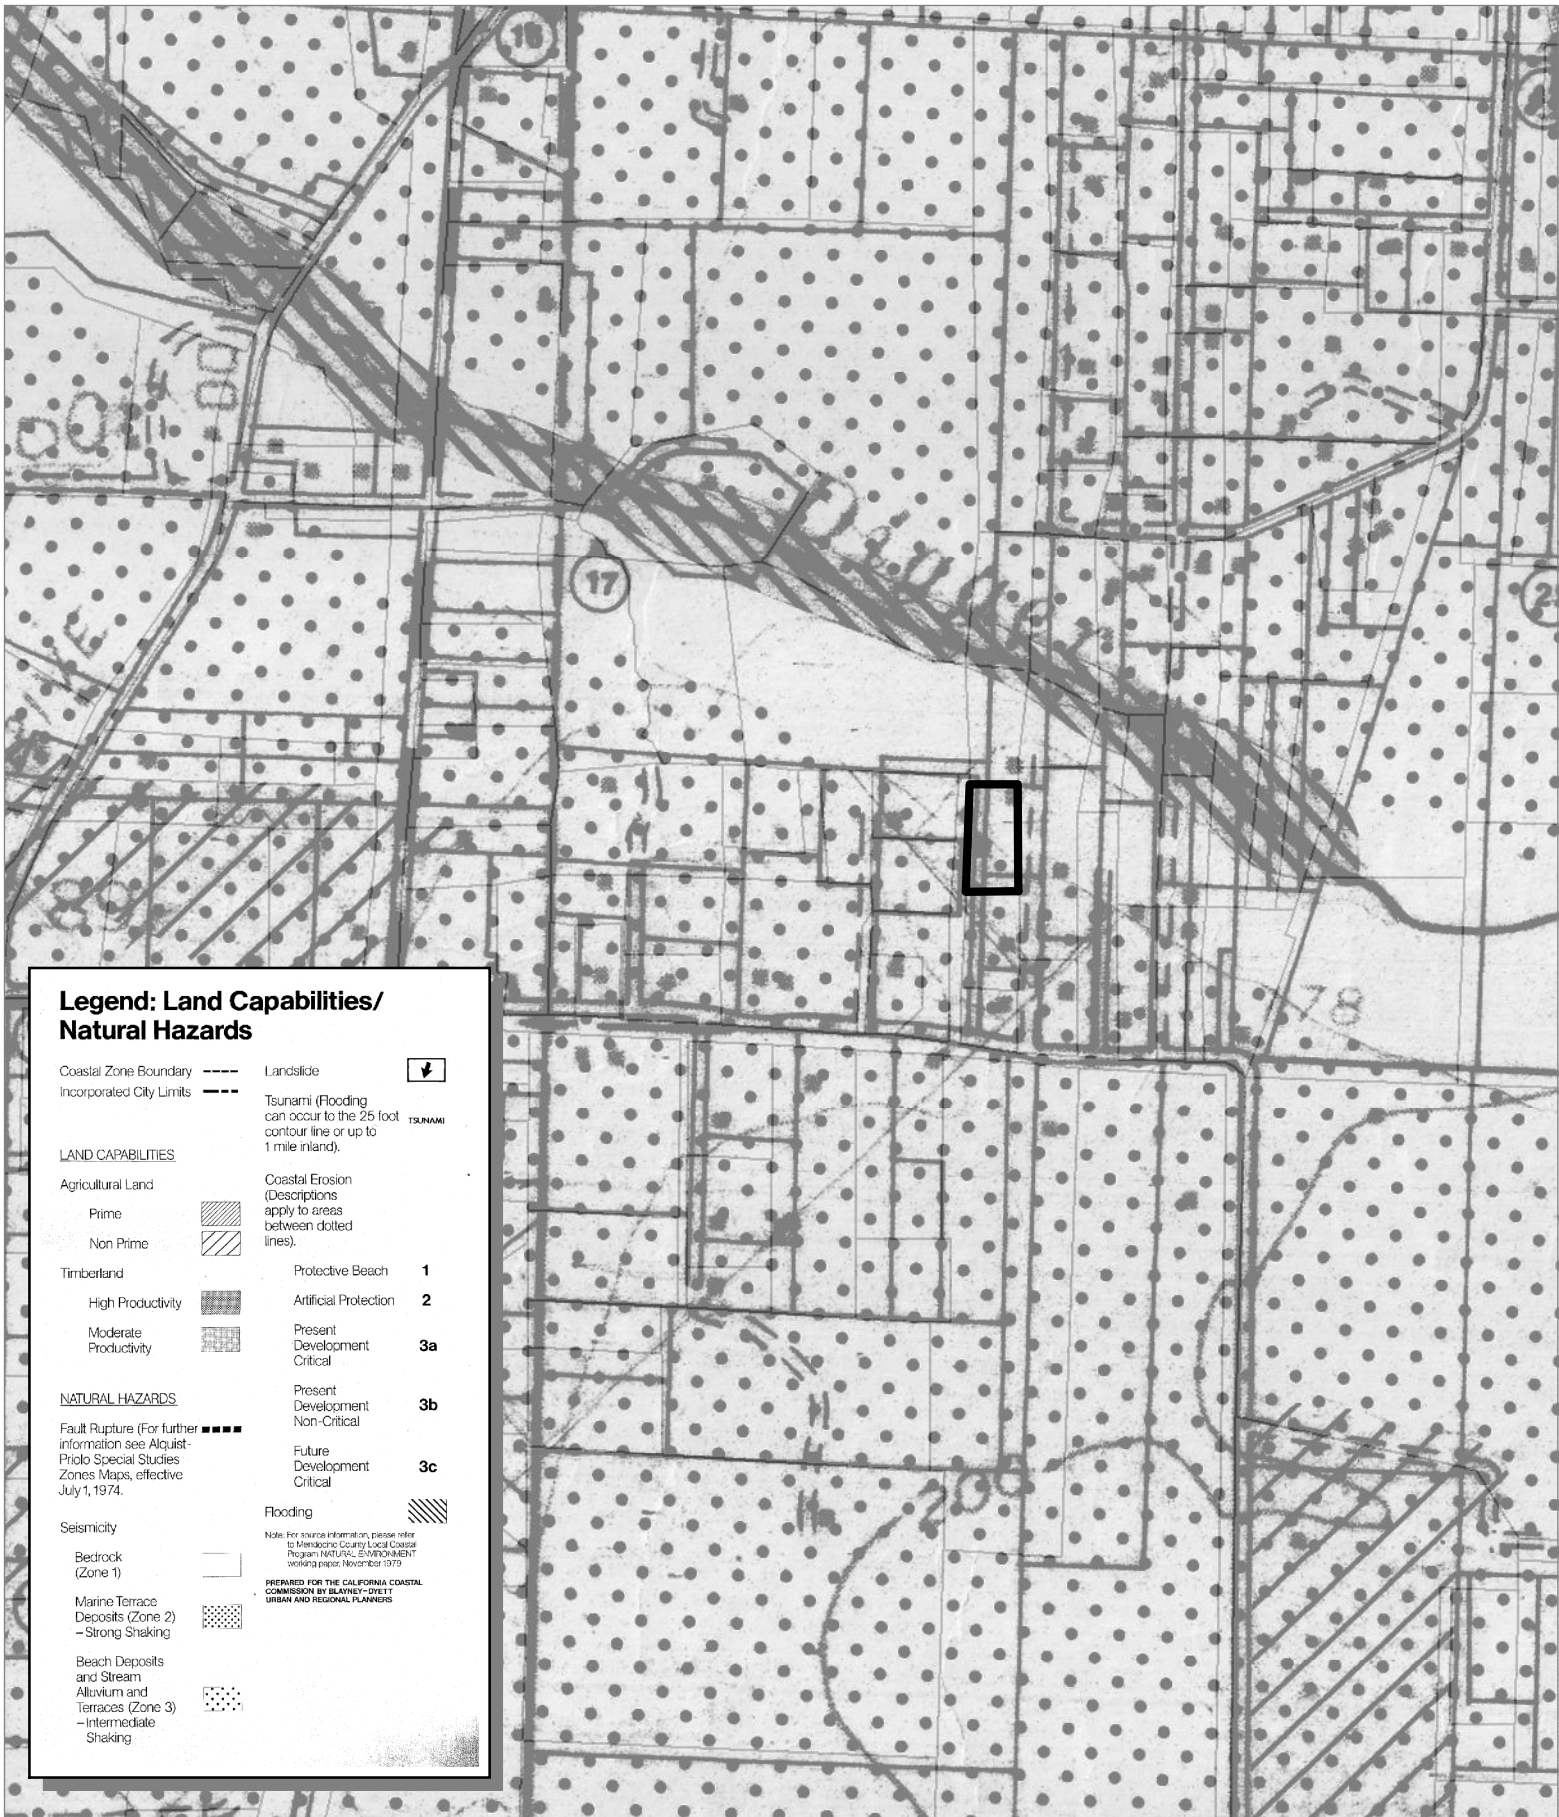 16
17
78
200
Legend: Land Capabilities/
Natural Hazards
Coastal Zone Boundary
Incorporated City Limits
LAND CAPABILITIES
Agricultural Land
Prime
Non Prime
Timberland
High Productivity
Moderate
Productivity
NATURAL HAZARDS
Fault Rupture (For further
information see Alquist-
Priolo Special Studies
Zones Maps, effective
July 1, 1974.
Seismicity
Bedrock
(Zone 1)
Marine Terrace
Deposits (Zone 2)
– Strong Shaking
Beach Deposits
and Stream
Alluvium and
Terraces (Zone 3)
– Intermediate
Shaking
Landslide
Tsunami (Flooding
can occur to the 25 foot
contour line or up to
1 mile inland).
TSUNAMI
Coastal Erosion
(Descriptions
apply to areas
between dotted
lines).
Protective Beach 1
Artificial Protection 2
Present
Development 3a
Critical
Present
Development 3b
Non-Critical
Future
Development 3c
Critical
Flooding
Note: For source information, please refer
to Mendocino County Local Coastal
Program NATURAL ENVIRONMENT
working paper, November 1979
PREPARED FOR THE CALIFORNIA COASTAL
COMMISSION BY BLAYNEY-DYETT
URBAN AND REGIONAL PLANNERS